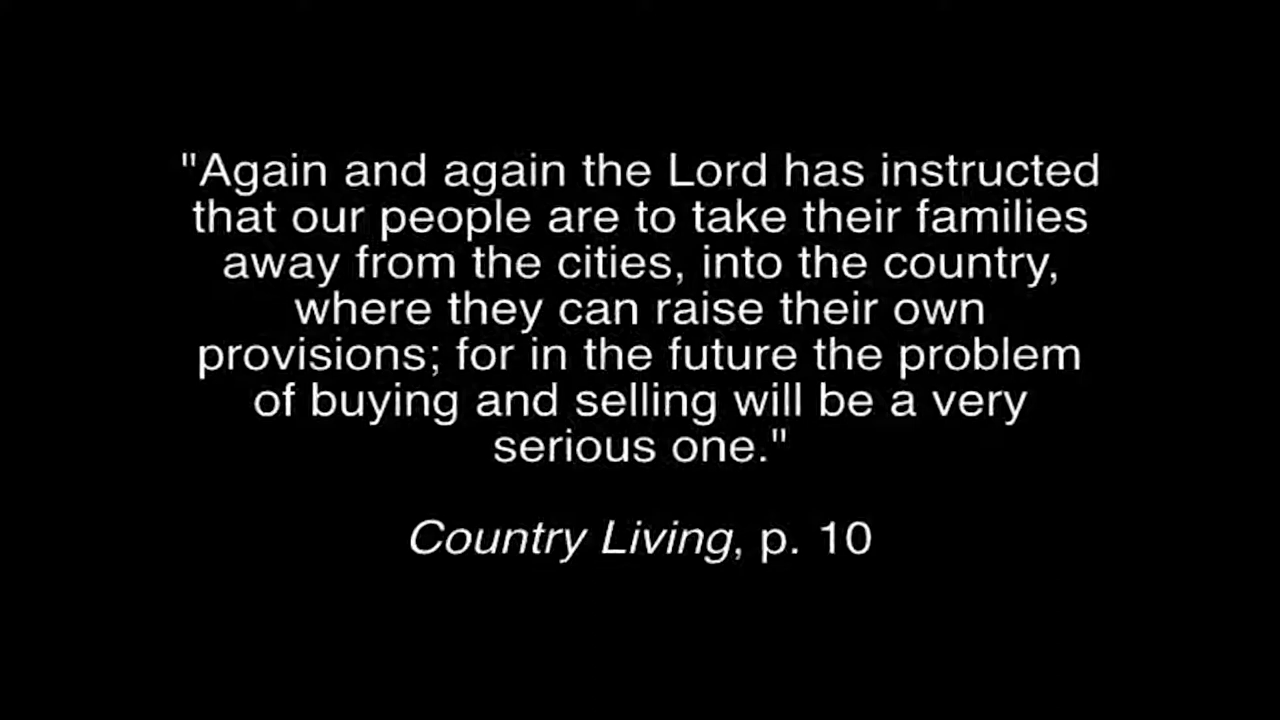 "Again and again the Lord has instructed
that our people are to take their families
away from the cities, into the country,
where they can raise their own
provisions; for in the future the problem
of buying and selling will be a very
serious one."
Country Living, p. 10